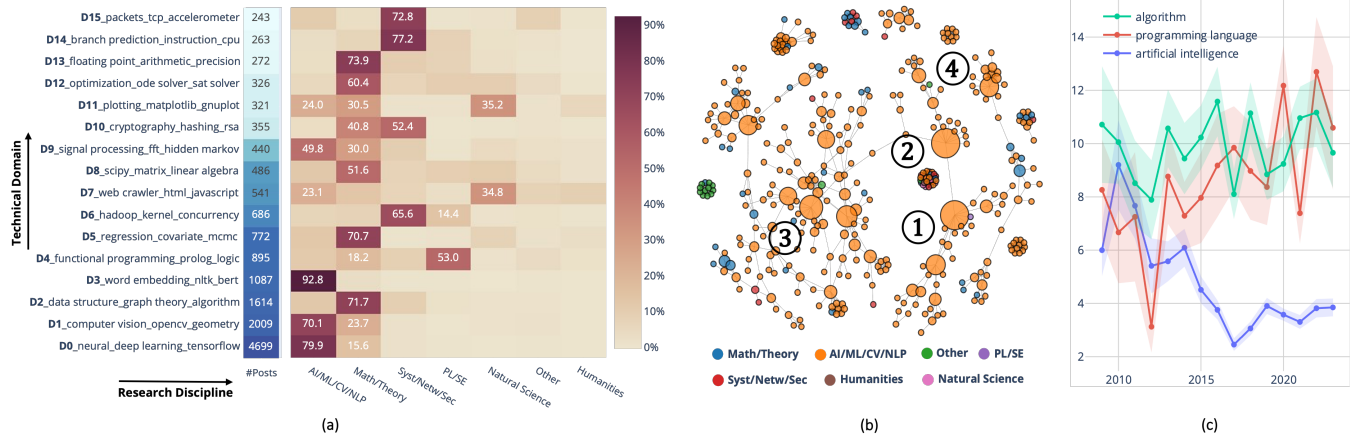 D15_packets_tcp_accelerometer 243 72.8
D14_branch prediction_instruction_cpu 263 77.2
D13_floating point_arithmetic_precision 272 73.9
D12_optimization_ode solver_sat solver 326 60.4
D11_plotting_matplotlib_gnuplot 321 24.0 30.5 35.2
D10_cryptography_hashing_rsa 355 40.8 52.4
D9_signal processing_fft_hidden markov 440 49.8 30.0
D8_scipy_matrix_linear algebra 486 51.6
D7_web crawler_html_javascript 541 23.1 34.8
D6_hadoop_kernel_concurrency 686 65.6 14.4
D5_regression_covariate_mcmc 772 70.7
D4_functional programming_prolog_logic 895 18.2 53.0
D3_word embedding_nltk_bert 1087 92.8
D2_data structure_graph theory_algorithm 1614 71.7
D1_computer vision_opencv_geometry 2009 70.1 23.7
D0_neural_deep learning_tensorflow 4699 79.9 15.6
Technical Domain
Research Discipline
#Posts
AI/ML/CV/NLP
Math/Theory
Syst/Netw/Sec
PL/SE
Natural Science
Other
Humanities
90%
80%
70%
60%
50%
40%
30%
20%
10%
0%
(a)
4
2
1
3
Math/Theory AI/ML/CV/NLP Other PL/SE
Syst/Netw/Sec Humanities Natural Science
(b)
algorithm
programming language
artificial intelligence
14
12
10
8
6
4
2
2010 2015 2020
(c)